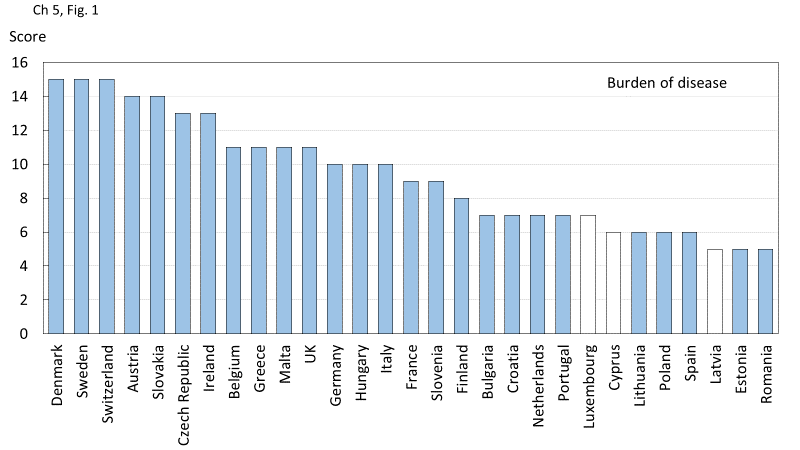 Ch 5, Fig. 1
Score
Burden of disease
16
14
12
10
8
6
4
2
0
Denmark
Sweden
Switzerland
Austria
Slovakia
Czech Republic
Ireland
Belgium
Greece
Malta
UK
Germany
Hungary
Italy
France
Slovenia
Finland
Bulgaria
Croatia
Netherlands
Portugal
Luxembourg
Cyprus
Lithuania
Poland
Spain
Latvia
Estonia
Romania